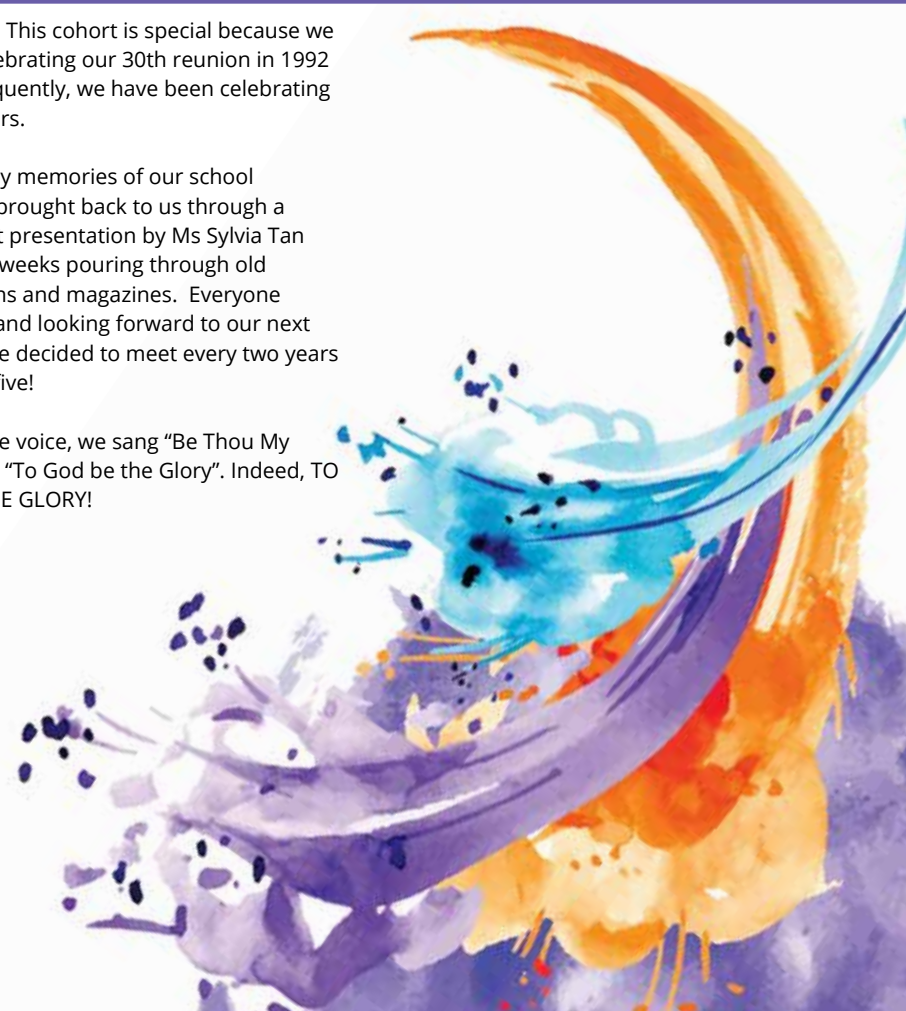 This cohort is special because we
ebrating our 30th reunion in 1992
quently, we have been celebrating
rs.
y memories of our school
brought back to us through a
t presentation by Ms Sylvia Tan
weeks pouring through old
ns and magazines.  Everyone
and looking forward to our next
e decided to meet every two years
five!
e voice, we sang “Be Thou My
“To God be the Glory”. Indeed, TO
E GLORY!